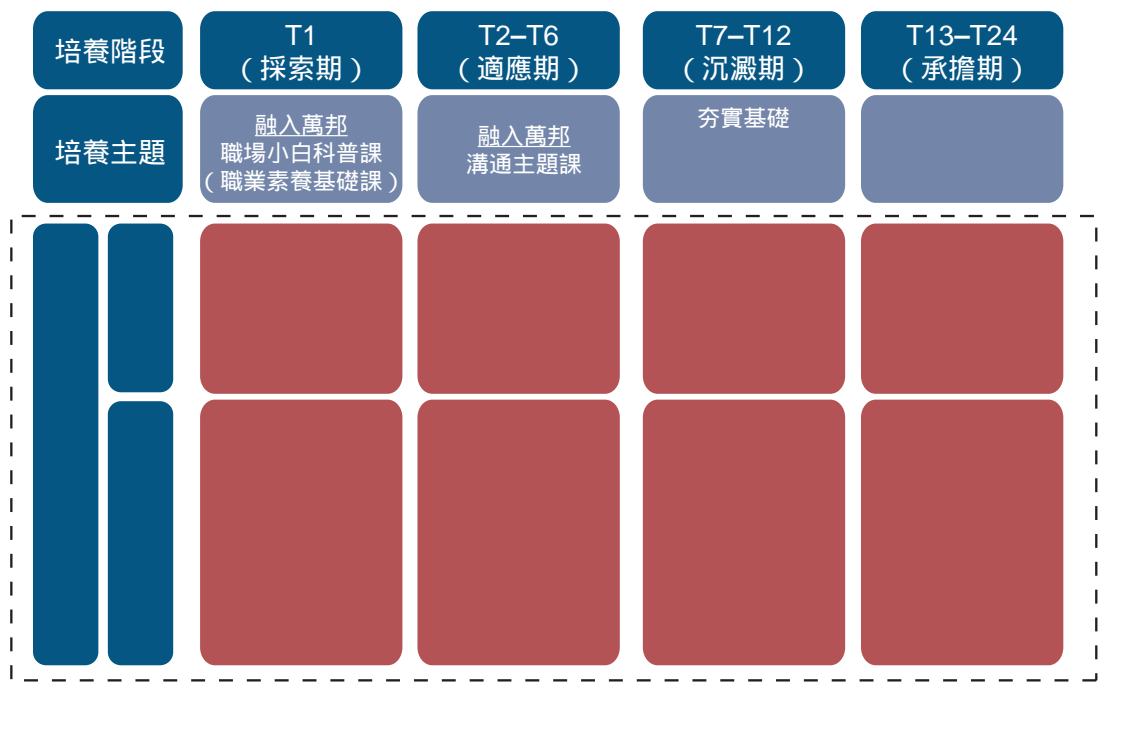 培養階段
T1
（採索期）
T2–T6
（適應期）
T7–T12
（沉澱期）
T13–T24
（承擔期）
培養主題
融入萬邦
職場小白科普課
（職業素養基礎課）
融入萬邦
溝通主題課
夯實基礎